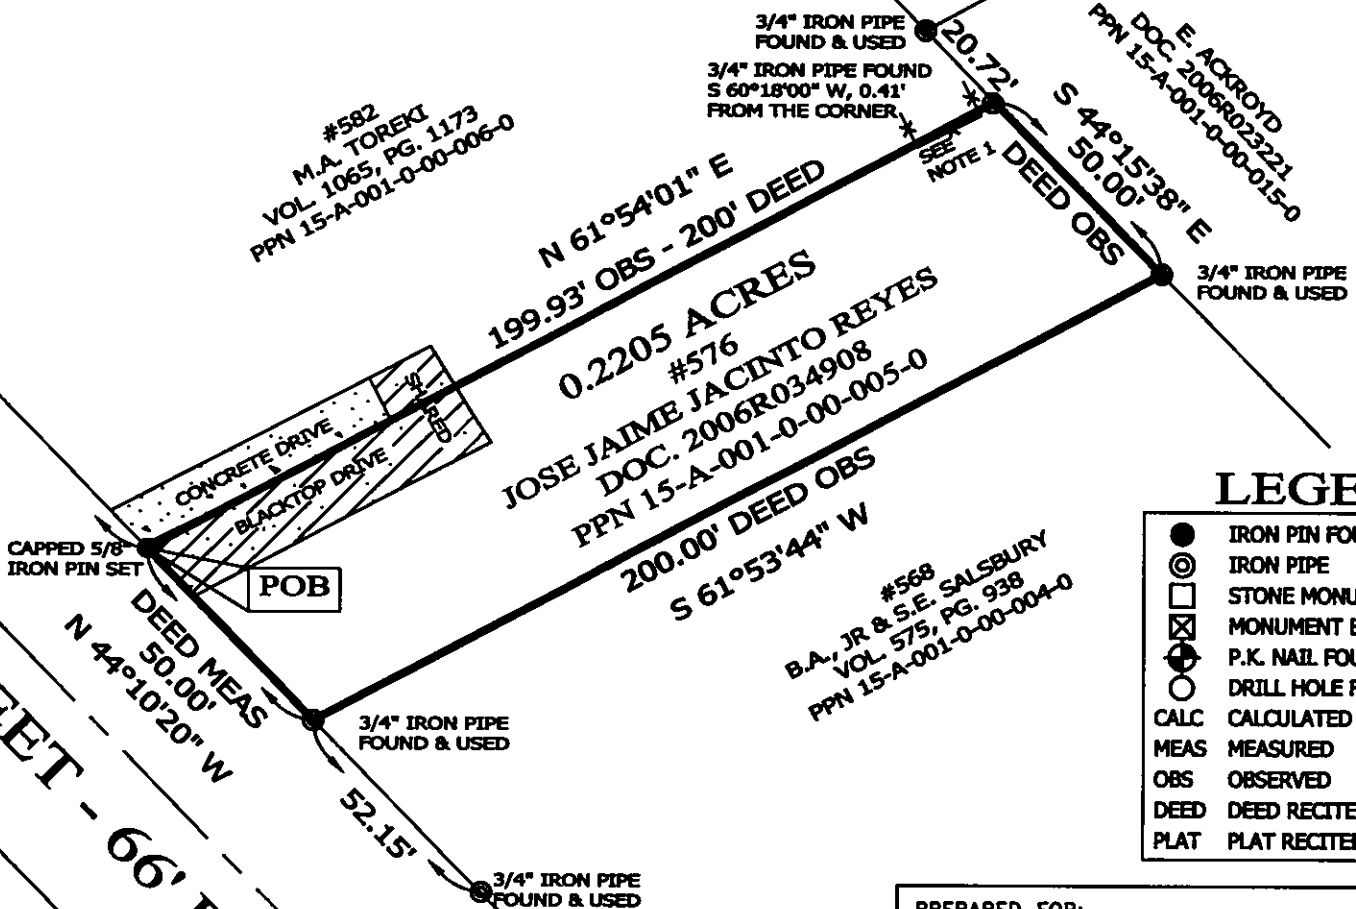 3/4" IRON PIPE
FOUND & USED
20.72'
E. ACKROYD
DOC. 2006R023221
PPN 15-A-001-0-00-015-0
3/4" IRON PIPE FOUND
S 60°18'00" W, 0.41'
FROM THE CORNER
#582
M.A. TOREKI
VOL. 1065, PG. 1173
PPN 15-A-001-0-00-006-0
SEE
NOTE 1
S 44°15'38" E
50.00'
DEED OBS
N 61°54'01" E
199.93' OBS - 200' DEED
3/4" IRON PIPE
FOUND & USED
0.2205 ACRES
#576
JOSE JAIME JACINTO REYES
DOC. 2006R034908
PPN 15-A-001-0-00-005-0
SHARED
CONCRETE DRIVE
BLACKTOP DRIVE
200.00' DEED OBS
S 61°53'44" W
CAPPED 5/8"
IRON PIN SET
POB
#568
B.A., JR & S.E. SALSBURY
VOL. 575, PG. 938
PPN 15-A-001-0-00-004-0
DEED MEAS
50.00'
N 44°10'20" W
3/4" IRON PIPE
FOUND & USED
52.15'
3/4" IRON PIPE
FOUND & USED
EET - 66'
LEGE
IRON PIN FOU
IRON PIPE
STONE MONU
MONUMENT B
P.K. NAIL FOU
DRILL HOLE F
CALC CALCULATED
MEAS MEASURED
OBS OBSERVED
DEED DEED RECITE
PLAT PLAT RECITE
PREPARED FOR: